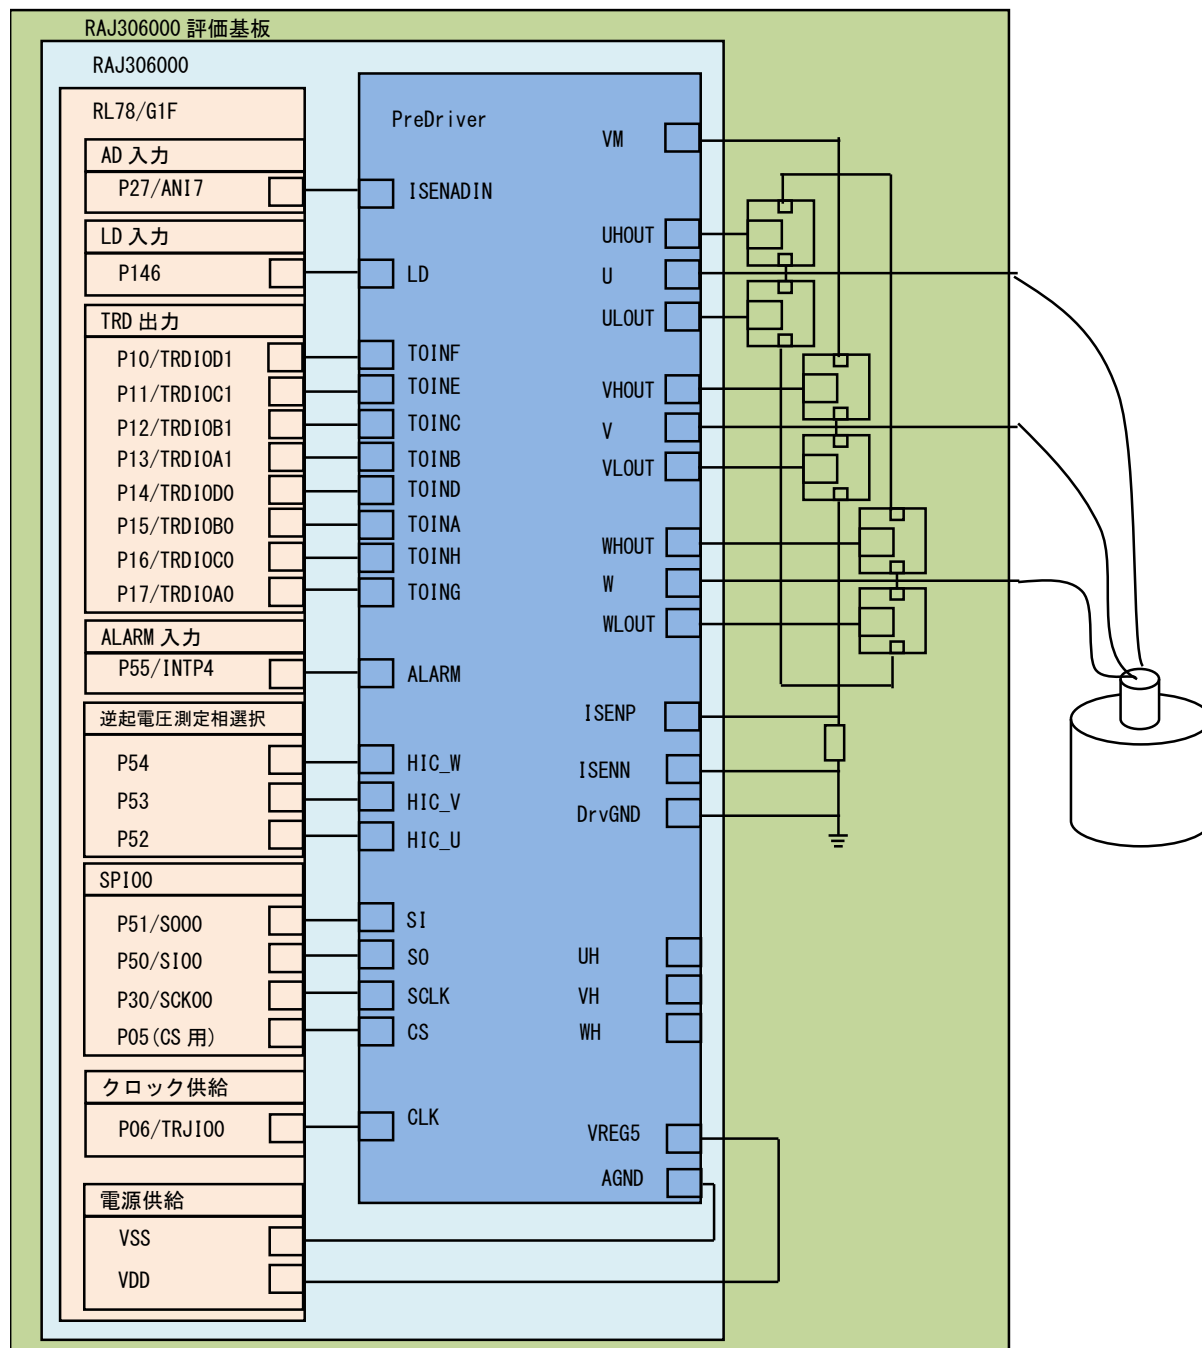 RAJ306000 評価基板
RAJ306000
RL78/G1F
AD 入力
P27/ANI7
LD 入力
P146
TRD 出力
P10/TRDIOD1
P11/TRDIOC1
P12/TRDIOB1
P13/TRDIOA1
P14/TRDIOD0
P15/TRDIOB0
P16/TRDIOC0
P17/TRDIOA0
ALARM 入力
P55/INTP4
逆起電圧測定相選択
P54
P53
P52
SPI00
P51/SO00
P50/SI00
P30/SCK00
P05(CS 用)
クロック供給
P06/TRJIO0
電源供給
VSS
VDD
PreDriver
ISENADIN
LD
TOINF
TOINE
TOINC
TOINB
TOIND
TOINA
TOINH
TOING
ALARM
HIC_W
HIC_V
HIC_U
SI
SO
SCLK
CS
CLK
VM
UHOUT
U
ULOUT
VHOUT
V
VLOUT
WHOUT
W
WLOUT
ISENP
ISENN
DrvGND
UH
VH
WH
VREG5
AGND